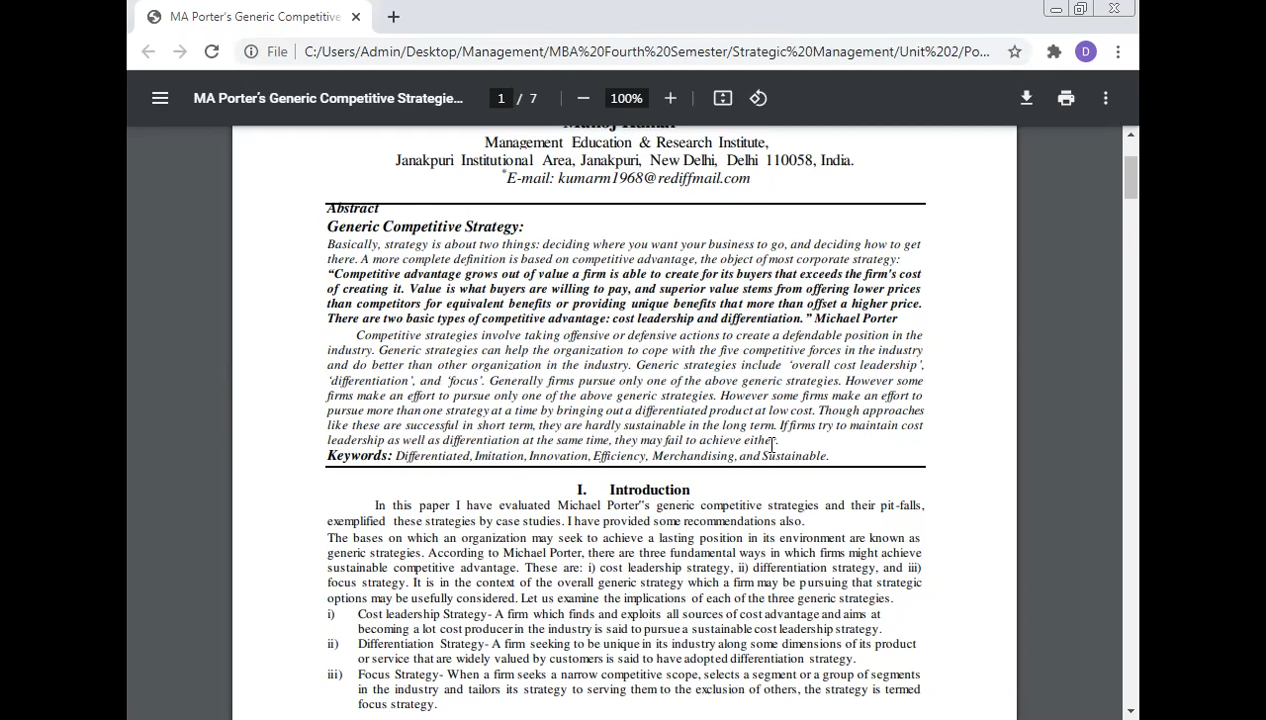 MA Porter's Generic Competitive
File C:/Users/Admin/Desktop/Management/MBA%20Fourth%20Semester/Strategic%20Management/Unit%202/Po...
D
MA Porter's Generic Competitive Strategie...
1 / 7
100%
Management Education & Research Institute,
Janakpuri Institutional Area, Janakpuri, New Delhi, Delhi 110058, India.
*E-mail: kumarm1968@rediffmail.com
Abstract
Generic Competitive Strategy:
Basically, strategy is about two things: deciding where you want your business to go, and deciding how to get
there. A more complete definition is based on competitive advantage, the object of most corporate strategy:
“Competitive advantage grows out of value a firm is able to create for its buyers that exceeds the firm's cost
of creating it. Value is what buyers are willing to pay, and superior value stems from offering lower prices
than competitors for equivalent benefits or providing unique benefits that more than offset a higher price.
There are two basic types of competitive advantage: cost leadership and differentiation.” Michael Porter
Competitive strategies involve taking offensive or defensive actions to create a defendable position in the
industry. Generic strategies can help the organization to cope with the five competitive forces in the industry
and do better than other organization in the industry. Generic strategies include ‘overall cost leadership’,
‘differentiation’, and ‘focus’. Generally firms pursue only one of the above generic strategies. However some
firms make an effort to pursue only one of the above generic strategies. However some firms make an effort to
pursue more than one strategy at a time by bringing out a differentiated product at low cost. Though approaches
like these are successful in short term, they are hardly sustainable in the long term. If firms try to maintain cost
leadership as well as differentiation at the same time, they may fail to achieve either.
Keywords: Differentiated, Imitation, Innovation, Efficiency, Merchandising, and Sustainable.
I. Introduction
In this paper I have evaluated Michael Porter"s generic competitive strategies and their pit-falls,
exemplified these strategies by case studies. I have provided some recommendations also.
The bases on which an organization may seek to achieve a lasting position in its environment are known as
generic strategies. According to Michael Porter, there are three fundamental ways in which firms might achieve
sustainable competitive advantage. These are: i) cost leadership strategy, ii) differentiation strategy, and iii)
focus strategy. It is in the context of the overall generic strategy which a firm may be pursuing that strategic
options may be usefully considered. Let us examine the implications of each of the three generic strategies.
i) Cost leadership Strategy- A firm which finds and exploits all sources of cost advantage and aims at
becoming a lot cost producer in the industry is said to pursue a sustainable cost leadership strategy.
ii) Differentiation Strategy- A firm seeking to be unique in its industry along some dimensions of its product
or service that are widely valued by customers is said to have adopted differentiation strategy.
iii) Focus Strategy- When a firm seeks a narrow competitive scope, selects a segment or a group of segments
in the industry and tailors its strategy to serving them to the exclusion of others, the strategy is termed
focus strategy.